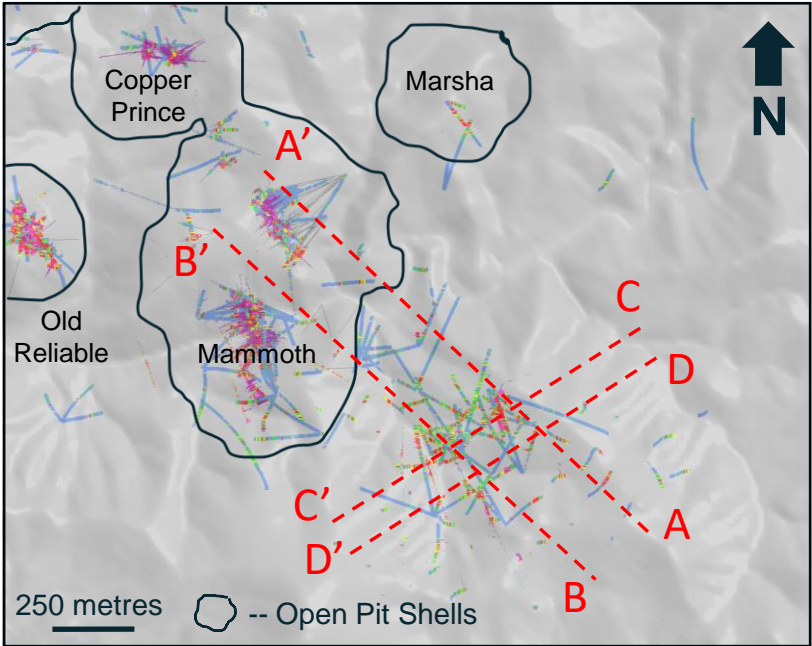 Copper
Prince
Marsha
N
A’
B’
Old
Reliable
Mammoth
C
D
C’
D’
A
B
250 metres
-- Open Pit Shells